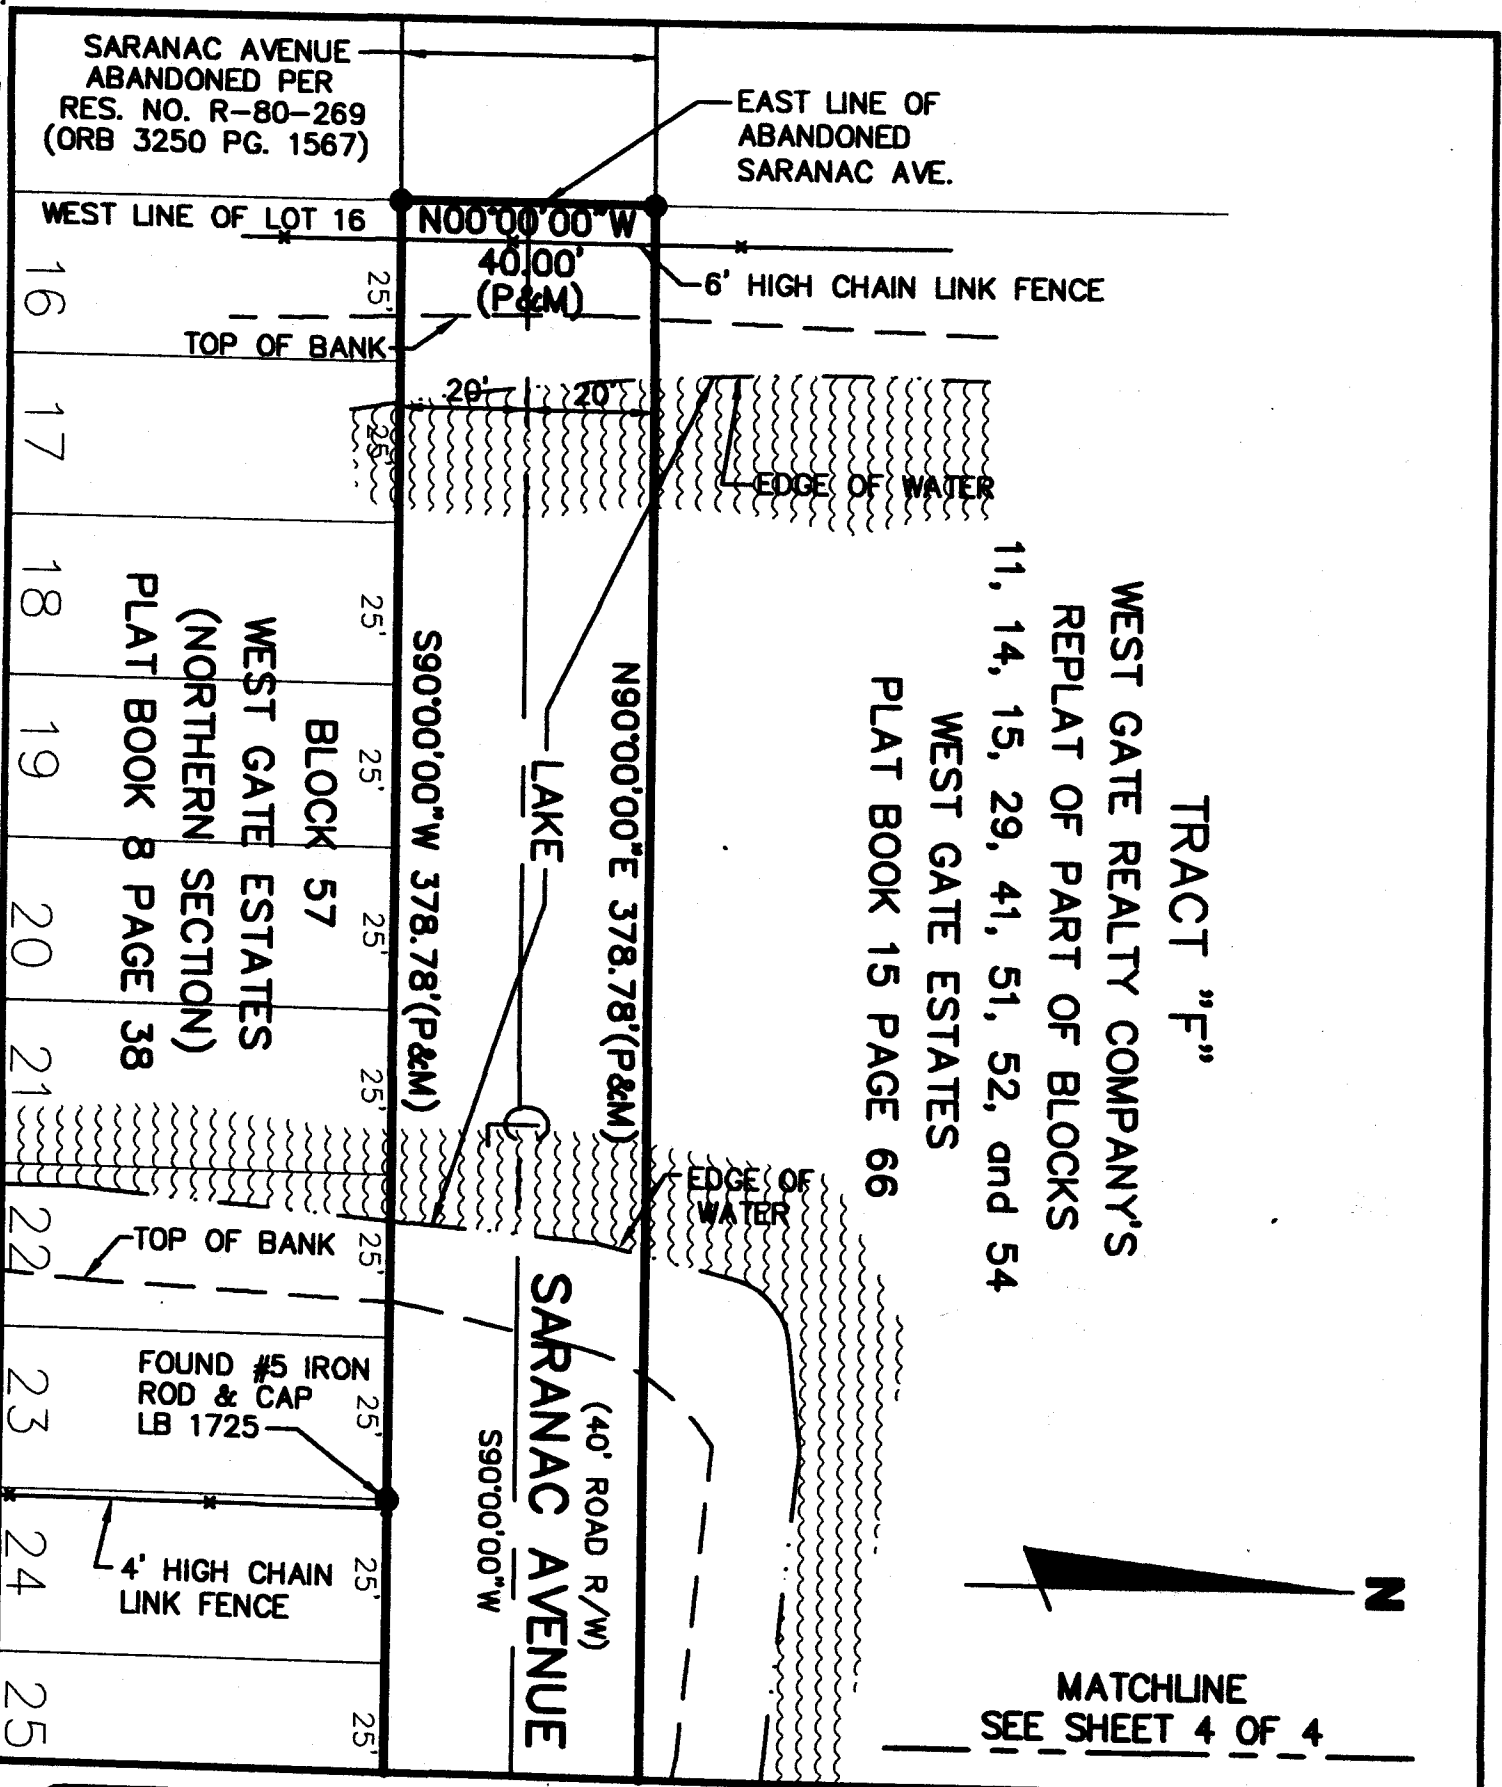 SARANAC AVENUE
ABANDONED PER
RES. NO. R-80-269
(ORB 3250 PG. 1567)
EAST LINE OF
ABANDONED
SARANAC AVE.
WEST LINE OF LOT 16
N00°00'00"W
40.00'
(P&M)
6' HIGH CHAIN LINK FENCE
TOP OF BANK
20'
20'
EDGE OF WATER
TRACT "F"
WEST GATE REALTY COMPANY'S
REPLAT OF PART OF BLOCKS
11, 14, 15, 29, 41, 51, 52, and 54
WEST GATE ESTATES
PLAT BOOK 15 PAGE 66
N90°00'00"E 378.78'(P&M)
LAKE
S90°00'00"W 378.78'(P&M)
BLOCK 57
WEST GATE ESTATES
(NORTHERN SECTION)
PLAT BOOK 8 PAGE 38
16
25'
17
25'
18
25'
19
25'
20
25'
21
25'
22
25'
23
25'
24
25'
25
25'
EDGE OF
WATER
TOP OF BANK
FOUND #5 IRON
ROD & CAP
LB 1725
4' HIGH CHAIN
LINK FENCE
(40' ROAD R/W)
SARANAC AVENUE
S90°00'00"W
N
MATCHLINE
SEE SHEET 4 OF 4